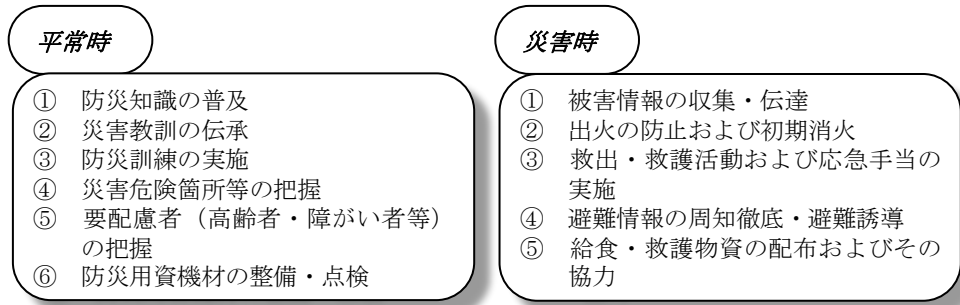 平常時
① 防災知識の普及
② 災害教訓の伝承
③ 防災訓練の実施
④ 災害危険箇所等の把握
⑤ 要配慮者（高齢者・障がい者等）
の把握
⑥ 防災用資機材の整備・点検
災害時
① 被害情報の収集・伝達
② 出火の防止および初期消火
③ 救出・救護活動および応急手当の
実施
④ 避難情報の周知徹底・避難誘導
⑤ 給食・救護物資の配布およびその
協力